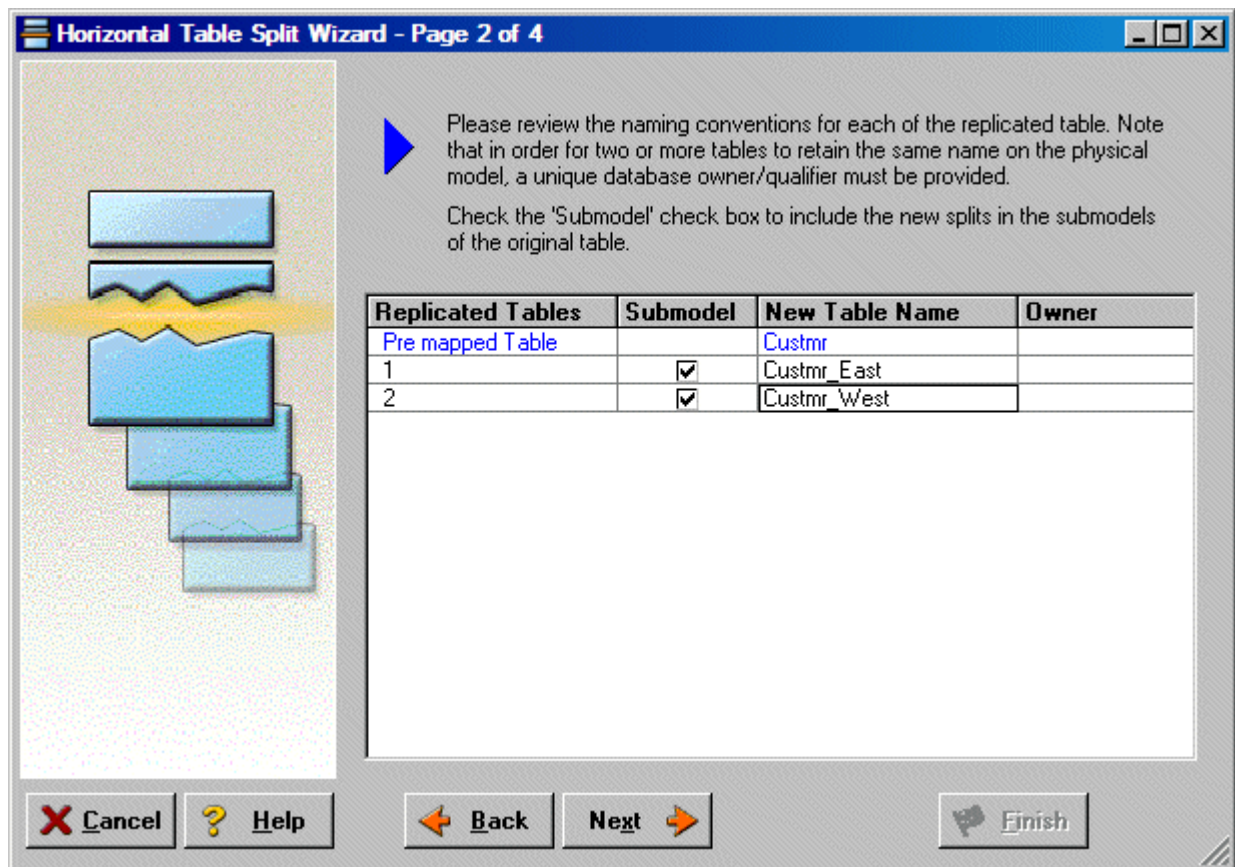 Horizontal Table Split Wizard - Page 2 of 4
Please review the naming conventions for each of the replicated table. Note
that in order for two or more tables to retain the same name on the physical
model, a unique database owner/qualifier must be provided.
Check the 'Submodel' check box to include the new splits in the submodels
of the original table.
Replicated Tables Submodel New Table Name Owner
Pre mapped Table Custmr
1 Custmr_East
2 Custmr_West
Cancel ? Help Back Next Finish